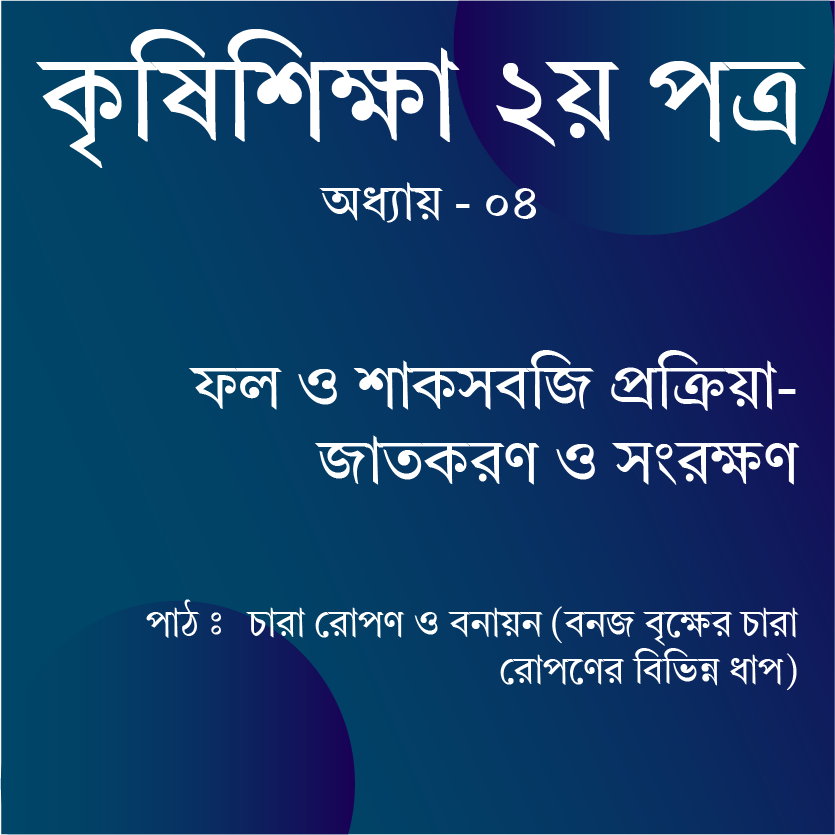 কৃষিশিক্ষা ২য় পত্র
অধ্যায় - ০৪
ফল ও শাকসবজি প্রক্রিয়া-
জাতকরণ ও সংরক্ষণ
পাঠ ঃ চারা রোপণ ও বনায়ন (বনজ বৃক্ষের চারা
রোপণের বিভিন্ন ধাপ)